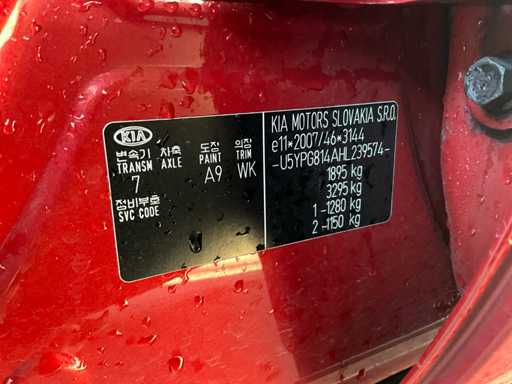 KIA
변속기 차축 도장 의장
TRANSM AXLE PAINT TRIM
7 A9 WK
정비부호
SVC CODE
KIA MOTORS SLOVAKIA S.R.O.
e11*2007/46*3144
-U5YPG814AHL239574-
1895 kg
3295 kg
1-1280 kg
2-1150 kg